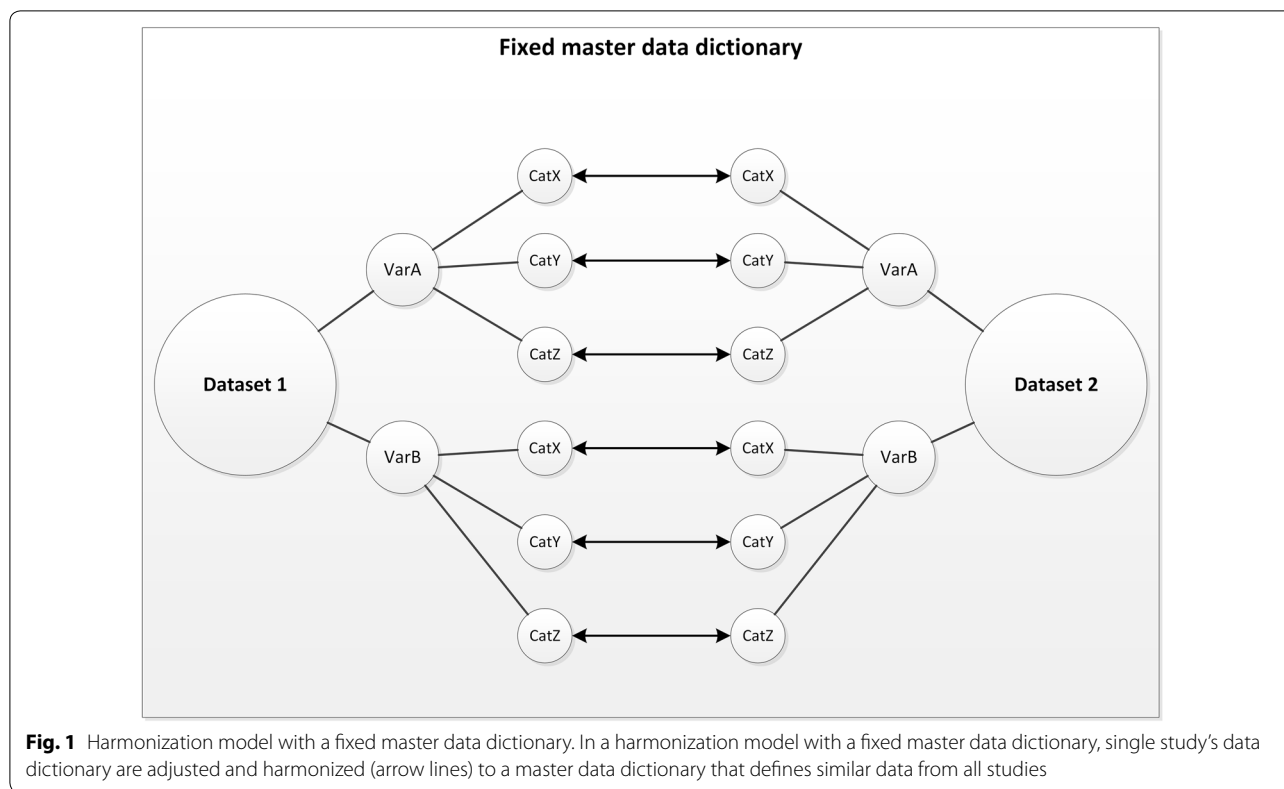 Fixed master data dictionary
CatX
CatX
VarA
CatY
CatY
VarA
CatZ
CatZ
Dataset 1
Dataset 2
VarB
CatX
CatX
VarB
CatY
CatY
CatZ
CatZ
Fig. 1 Harmonization model with a fixed master data dictionary. In a harmonization model with a fixed master data dictionary, single study’s data
dictionary are adjusted and harmonized (arrow lines) to a master data dictionary that defines similar data from all studies